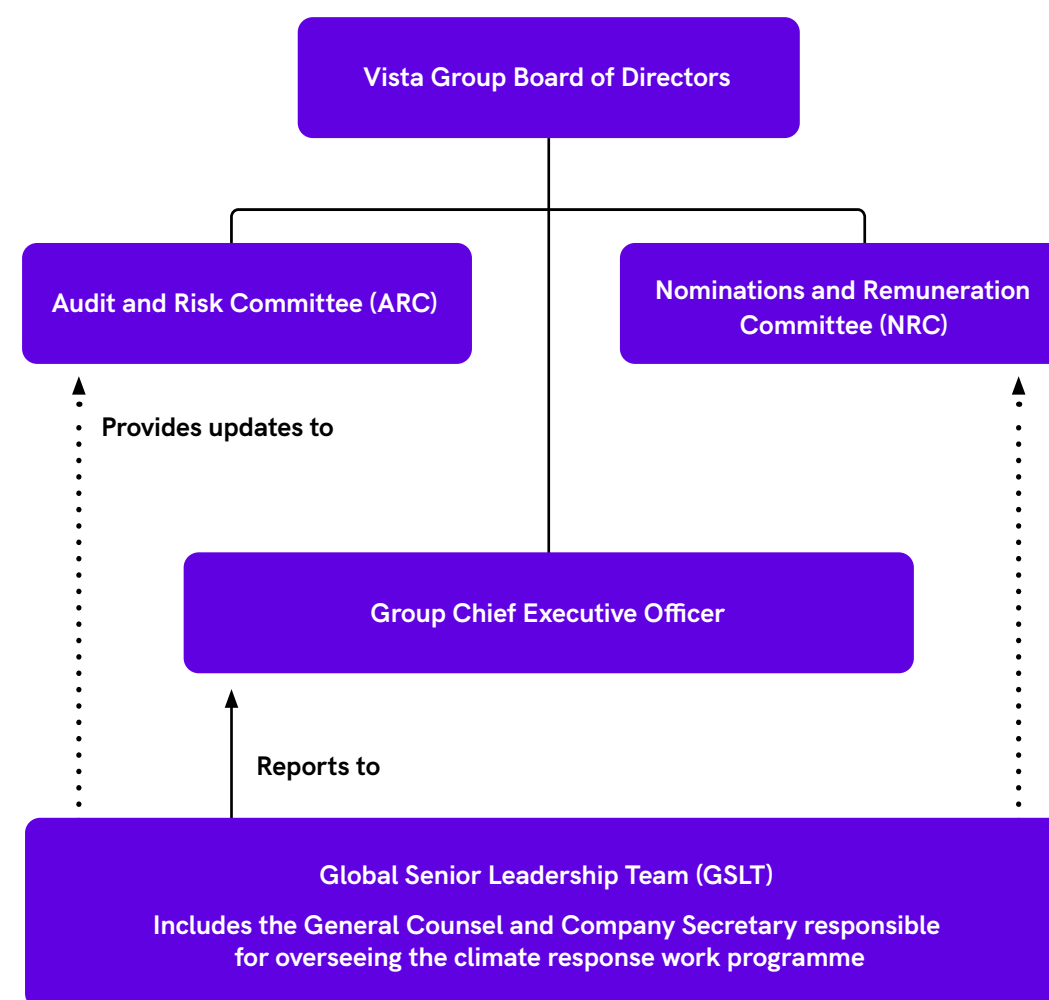 Vista Group Board of Directors
Audit and Risk Committee (ARC)
Nominations and Remuneration
Committee (NRC)
Provides updates to
Group Chief Executive Officer
Reports to
Global Senior Leadership Team (GSLT)
Includes the General Counsel and Company Secretary responsible
for overseeing the climate response work programme